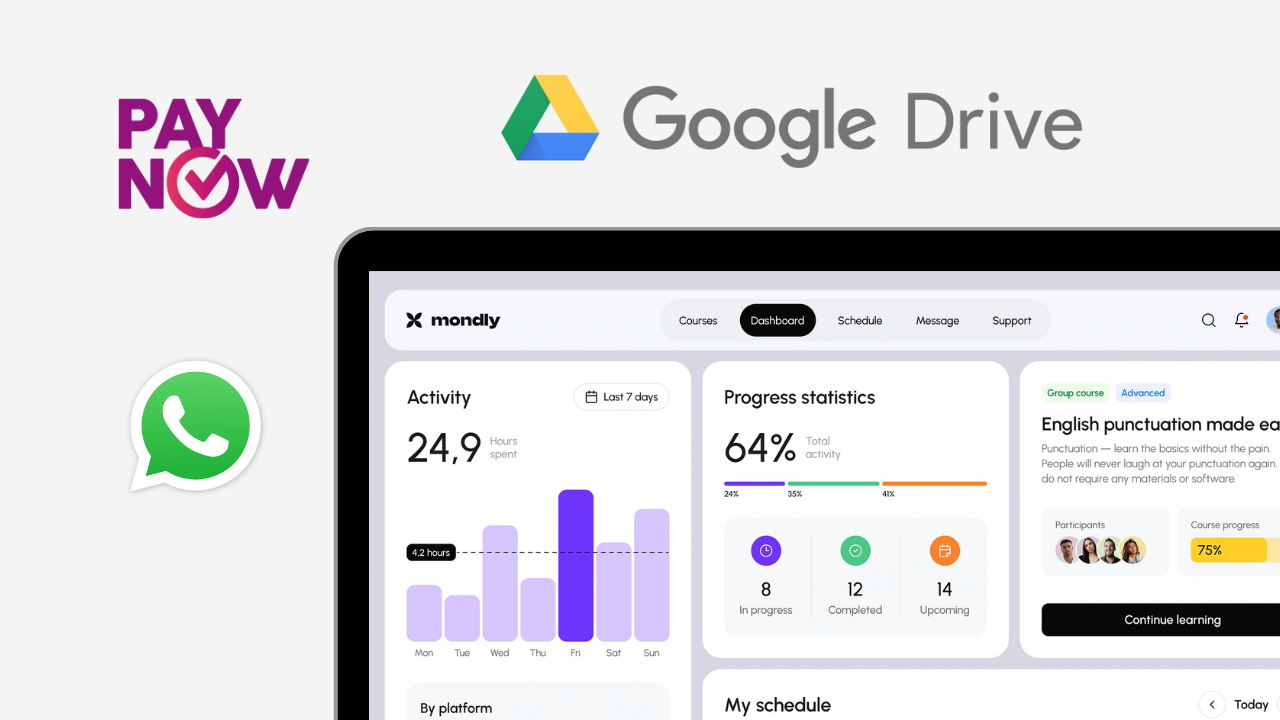 PAY
NOW
Google Drive
mondly
Courses
Dashboard
Schedule
Message
Support
Activity
Last 7 days
24,9
Hours
spent
4.2 hours
Mon
Tue
Wed
Thu
Fri
Sat
Sun
By platform
Progress statistics
64%
Total
activity
24%
35%
41%
8
In progress
12
Completed
14
Upcoming
Group course
Advanced
English punctuation made ea
Punctuation — learn the basics without the pain.
People will never laugh at your punctuation again.
do not require any materials or software.
Participants
Course progress
75%
Continue learning
My schedule
Today